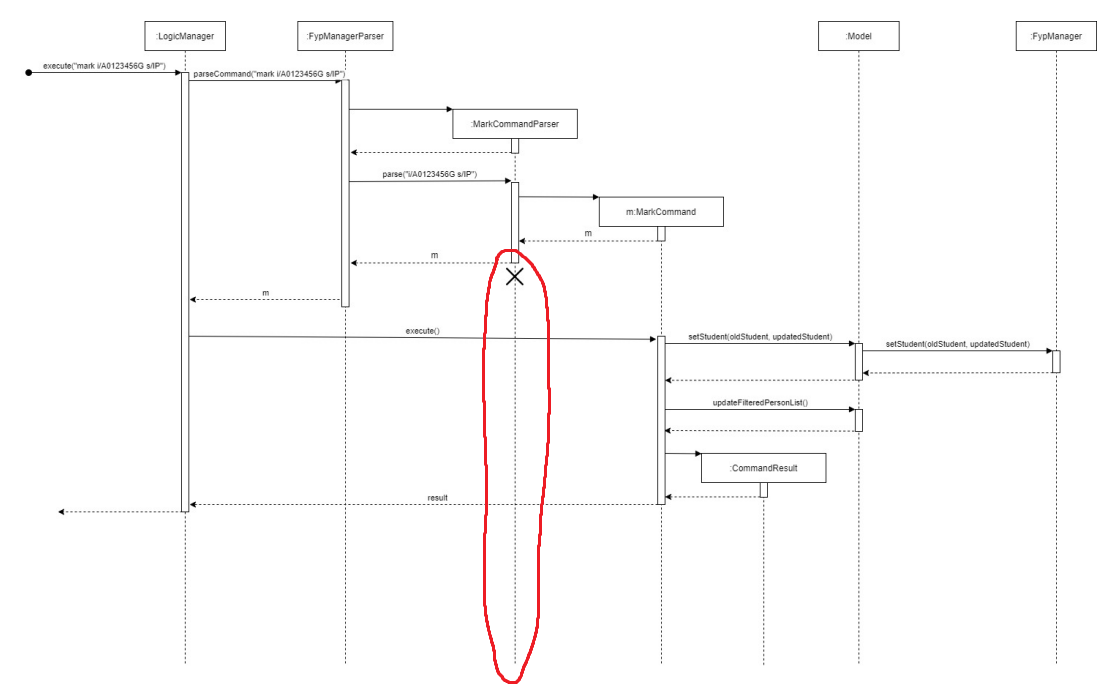 :LogicManager
:FypManagerParser
:Model
:FypManager
execute("mark i/A0123456G s/IP")
parseCommand("mark i/A0123456G s/IP")
:MarkCommandParser
parse("i/A0123456G s/IP")
m:MarkCommand
m
m
m
execute()
setStudent(oldStudent, updatedStudent)
setStudent(oldStudent, updatedStudent)
updateFilteredPersonList()
:CommandResult
result